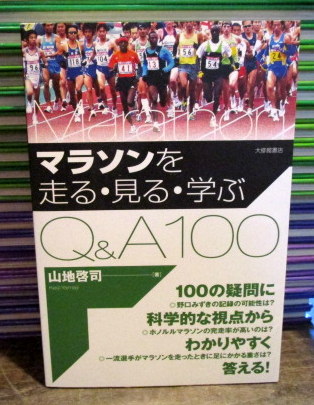 Marathon
大修館書店
マラソンを
走る・見る・学ぶ
Q&A100
山地啓司[著]
Keiji Yamaji
100の疑問に
○野口みずきの記録の可能性は?
科学的な視点から
○ホノルルマラソンの完走率が高いのは?
わかりやすく
○一流選手がマラソンを走ったときに足にかかる重さは?
答える!